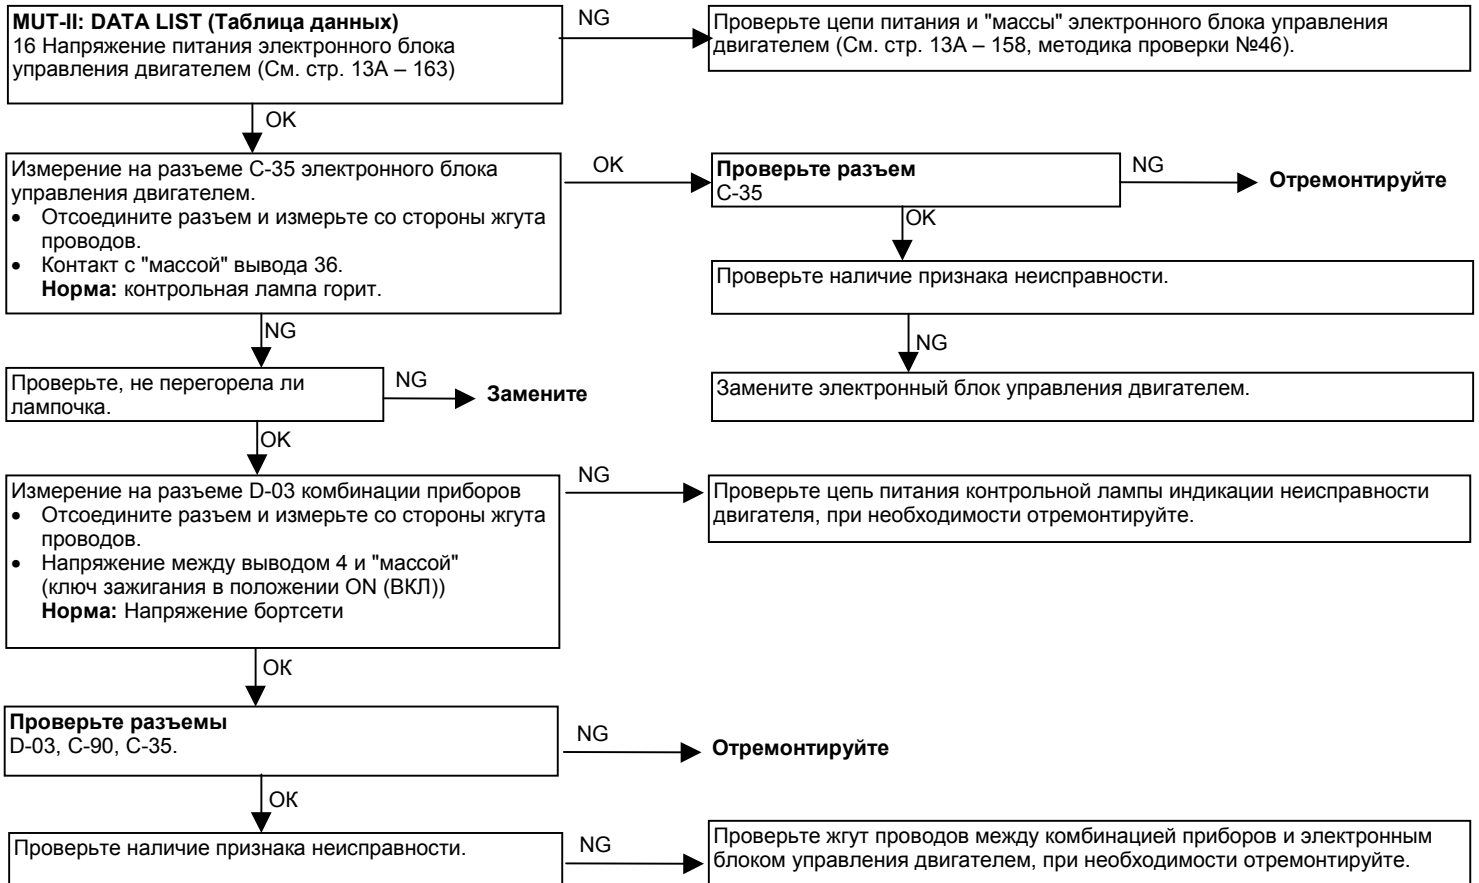 MUT-II: DATA LIST (Таблица данных)
16 Напряжение питания электронного блока
управления двигателем (См. стр. 13A – 163)
NG
Проверьте цепи питания и "массы" электронного блока управления
двигателем (См. стр. 13A – 158, методика проверки №46).
OK
Измерение на разъеме C-35 электронного блока
управления двигателем.
• Отсоедините разъем и измерьте со стороны жгута
проводов.
• Контакт с "массой" вывода 36.
Норма: контрольная лампа горит.
OK
Проверьте разъем
C-35
NG
Отремонтируйте
OK
Проверьте наличие признака неисправности.
NG
Замените электронный блок управления двигателем.
NG
Проверьте, не перегорела ли
лампочка.
NG
Замените
OK
Измерение на разъеме D-03 комбинации приборов
• Отсоедините разъем и измерьте со стороны жгута
проводов.
• Напряжение между выводом 4 и "массой"
(ключ зажигания в положении ON (ВКЛ))
Норма: Напряжение бортсети
NG
Проверьте цепь питания контрольной лампы индикации неисправности
двигателя, при необходимости отремонтируйте.
OK
Проверьте разъемы
D-03, C-90, C-35.
NG
Отремонтируйте
OK
Проверьте наличие признака неисправности.
NG
Проверьте жгут проводов между комбинацией приборов и электронным
блоком управления двигателем, при необходимости отремонтируйте.